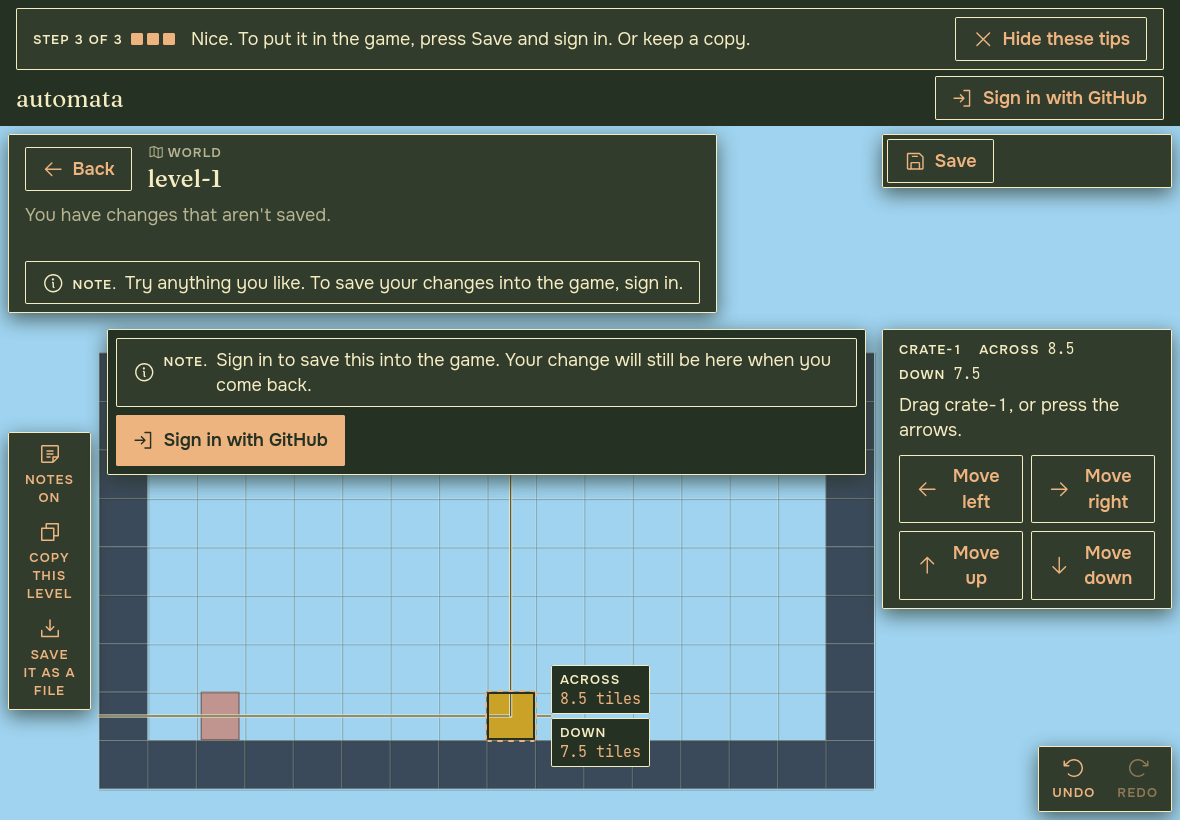 STEP 3 OF 3 Nice. To put it in the game, press Save and sign in. Or keep a copy. Hide these tips
automata Sign in with GitHub
Back
WORLD
level-1
You have changes that aren't saved.
NOTE. Try anything you like. To save your changes into the game, sign in.
Save
NOTE. Sign in to save this into the game. Your change will still be here when you
come back.
Sign in with GitHub
CRATE-1 ACROSS 8.5
DOWN 7.5
Drag crate-1, or press the
arrows.
Move
left
Move
right
Move
up
Move
down
NOTES
ON
COPY
THIS
LEVEL
SAVE
IT AS A
FILE
ACROSS
8.5 tiles
DOWN
7.5 tiles
UNDO REDO